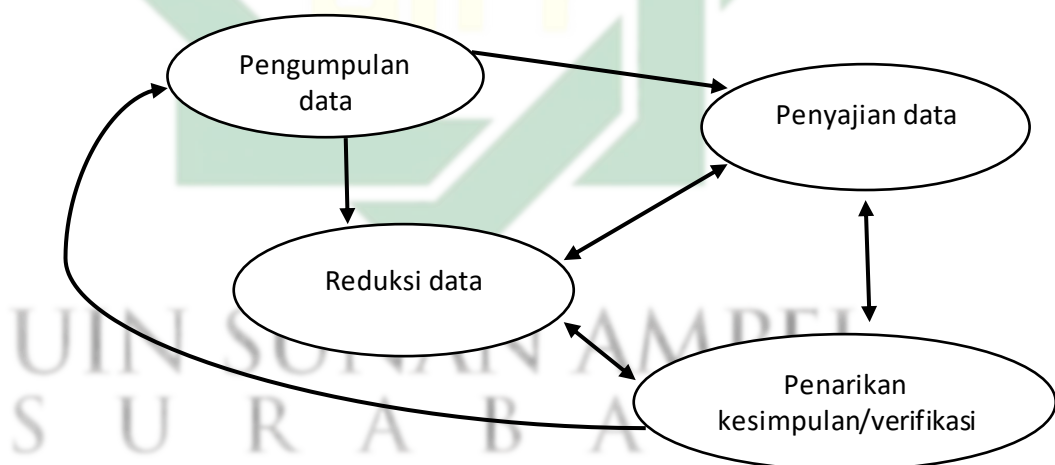 Pengumpulan
data
Penyajian data
Reduksi data
Penarikan
kesimpulan/verifikasi
UIN SUNAN AMPEL
S U R A B A